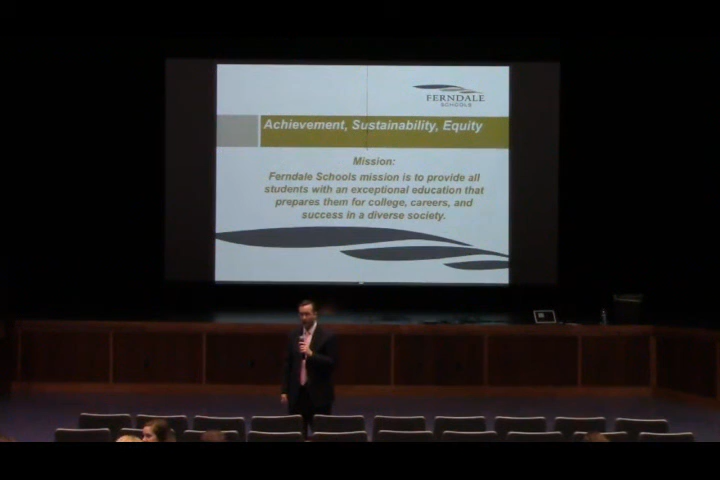 FERNDALE
SCHOOLS
Achievement, Sustainability, Equity
Mission:
Ferndale Schools mission is to provide all
students with an exceptional education that
prepares them for college, careers, and
success in a diverse society.